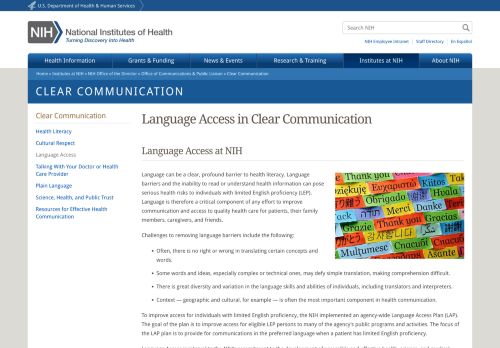 U.S. Department of Health & Human Services
NIH
National Institutes of Health
Turning Discovery Into Health
Search NIH
NIH Employee Intranet | Staff Directory | En Español
Health Information
Grants & Funding
News & Events
Research & Training
Institutes at NIH
About NIH
Home » Institutes at NIH » NIH Office of the Director » Office of Communications & Public Liaison » Clear Communication
CLEAR COMMUNICATION
Clear Communication
Health Literacy
Cultural Respect
Language Access
Talking With Your Doctor or Health
Care Provider
Plain Language
Science, Health, and Public Trust
Resources for Effective Health
Communication
Language Access in Clear Communication
Language Access at NIH
Language can be a clear, profound barrier to health literacy. Language
barriers and the inability to read or understand health information can pose
serious health risks to individuals with limited English proficiency (LEP).
Language is therefore a critical component of any effort to improve
communication and access to quality health care for patients, their family
members, caregivers, and friends.
Thank you
Dziękuję
Ευχαριστώ
Kiitos
Takk
Obrigado
Hvala
Thank
Merci
Danke
Thank you
Grazie
Gracias
감사합니다
Mulțumesc
Asante
Challenges to removing language barriers include the following:
• Often, there is no right or wrong in translating certain concepts and
words.
• Some words and ideas, especially complex or technical ones, may defy simple translation, making comprehension difficult.
• There is great diversity and variation in the language skills and abilities of individuals, including translators and interpreters.
• Context — geographic and cultural, for example — is often the most important component in health communication.
To improve access for individuals with limited English proficiency, the NIH implemented an agency-wide Language Access Plan (LAP).
The goal of the plan is to improve access for eligible LEP persons to many of the agency's public programs and activities. The focus of
the LAP plan is to provide for communications in the preferred language when a patient has limited English proficiency.